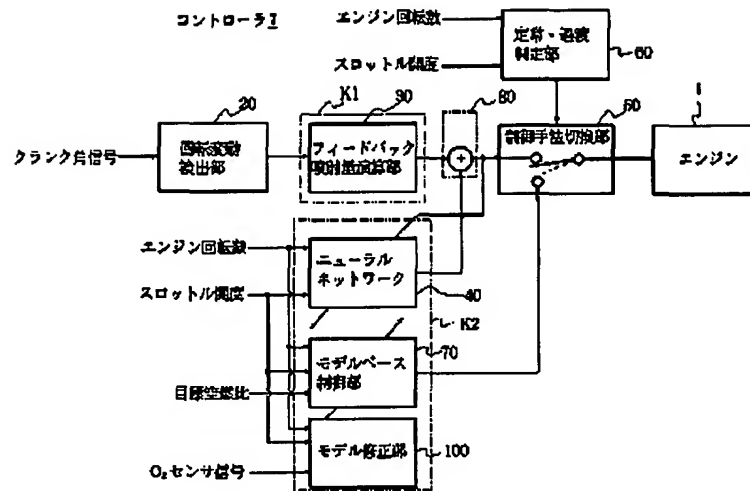 コントローラ7
エンジン回転数
スロットル開度
定常・過渡
判定部
60
1
K1
20
30
80
50
クランク角信号
回転変動
検出部
フィードバック
噴射量演算部
制御手法切換部
エンジン
エンジン回転数
スロットル開度
ニューラル
ネットワーク
40
K2
70
モデルベース
制御部
目標空燃比
モデル修正部
100
O₂センサ信号